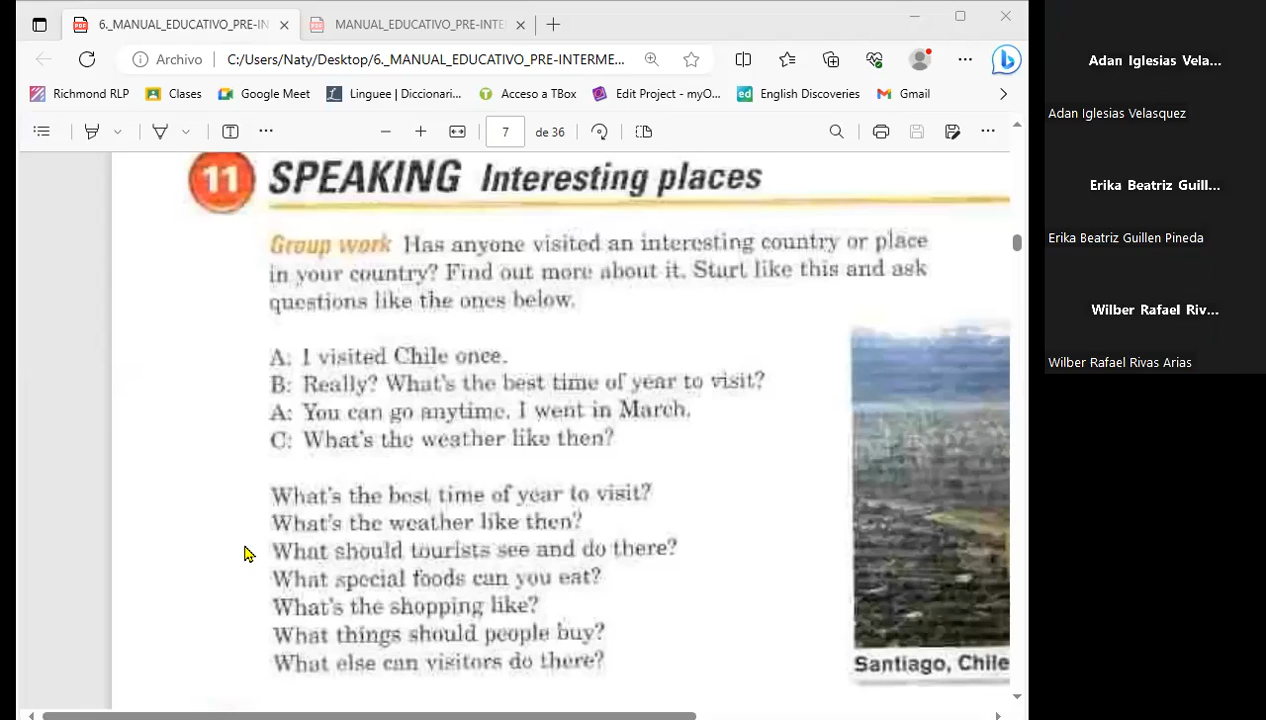 6._MANUAL_EDUCATIVO_PRE-IN
MANUAL_EDUCATIVO_PRE-INTE
Archivo
C:/Users/Naty/Desktop/6._MANUAL_EDUCATIVO_PRE-INTERME...
Richmond RLP
Clases
Google Meet
Linguee | Diccionari...
Acceso a TBox
Edit Project - myO...
English Discoveries
Gmail
7
de 36
11 SPEAKING Interesting places
Group work Has anyone visited an interesting country or place
in your country? Find out more about it. Start like this and ask
questions like the ones below.
A: I visited Chile once.
B: Really? What's the best time of year to visit?
A: You can go anytime. I went in March.
C: What's the weather like then?
What's the best time of year to visit?
What's the weather like then?
What should tourists see and do there?
What special foods can you eat?
What's the shopping like?
What things should people buy?
What else can visitors do there?
Santiago, Chile
Adan Iglesias Vela...
Adan Iglesias Velasquez
Erika Beatriz Guill...
Erika Beatriz Guillen Pineda
Wilber Rafael Riv...
Wilber Rafael Rivas Arias